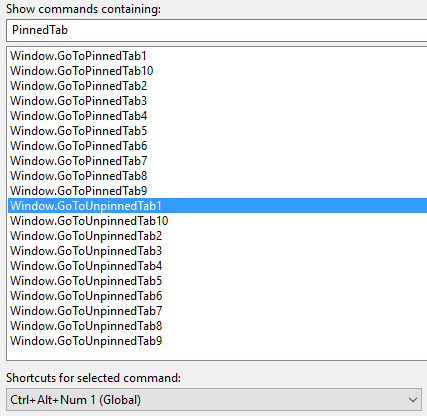 Show commands containing:
PinnedTab
Window.GoToPinnedTab1
Window.GoToPinnedTab10
Window.GoToPinnedTab2
Window.GoToPinnedTab3
Window.GoToPinnedTab4
Window.GoToPinnedTab5
Window.GoToPinnedTab6
Window.GoToPinnedTab7
Window.GoToPinnedTab8
Window.GoToPinnedTab9
Window.GoToUnpinnedTab1
Window.GoToUnpinnedTab10
Window.GoToUnpinnedTab2
Window.GoToUnpinnedTab3
Window.GoToUnpinnedTab4
Window.GoToUnpinnedTab5
Window.GoToUnpinnedTab6
Window.GoToUnpinnedTab7
Window.GoToUnpinnedTab8
Window.GoToUnpinnedTab9
Shortcuts for selected command:
Ctrl+Alt+Num 1 (Global)